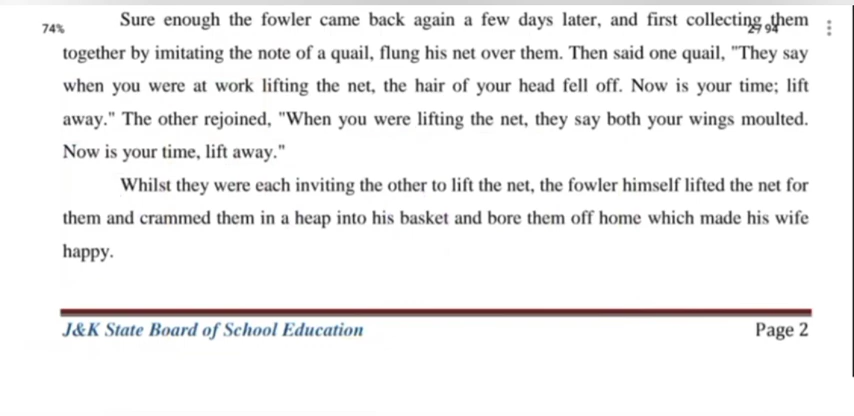 74%
Sure enough the fowler came back again a few days later, and first collecting them
together by imitating the note of a quail, flung his net over them. Then said one quail, "They say
when you were at work lifting the net, the hair of your head fell off. Now is your time; lift
away." The other rejoined, "When you were lifting the net, they say both your wings moulted.
Now is your time, lift away."
Whilst they were each inviting the other to lift the net, the fowler himself lifted the net for
them and crammed them in a heap into his basket and bore them off home which made his wife
happy.
J&K State Board of School Education
Page 2